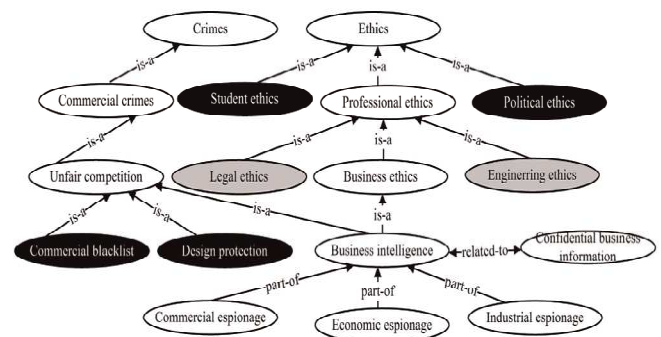 Crimes
Ethics
is-a
is-a
is-a
is-a
Commercial crimes
Student ethics
Professional ethics
Political ethics
is-a
is-a
is-a
is-a
Unfair competition
Legal ethics
Business ethics
Enginerring ethics
is-a
is-a
is-a
is-a
Commercial blacklist
Design protection
Business intelligence
related-to
Confidential business
information
part-of
part-of
part-of
Commercial espionage
Economic espionage
Industrial espionage